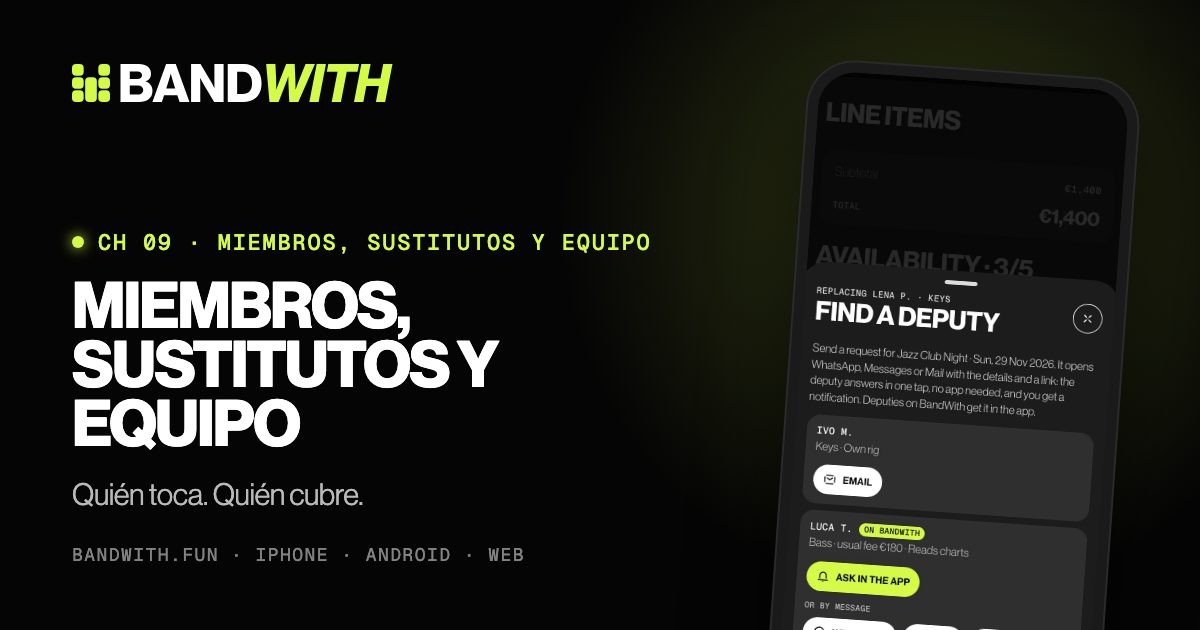 BANDWITH
CH 09 · MIEMBROS, SUSTITUTOS Y EQUIPO
MIEMBROS,
SUSTITUTOS Y
EQUIPO
Quién toca. Quién cubre.
BANDWITH.FUN · IPHONE · ANDROID · WEB
LINE ITEMS
Subtotal
€1,400
TOTAL
€1,400
AVAILABILITY · 3/5
REPLACING LENA P. · KEYS
FIND A DEPUTY
Send a request for Jazz Club Night · Sun, 29 Nov 2026. It opens
WhatsApp, Messages or Mail with the details and a link: the
deputy answers in one tap, no app needed, and you get a
notification. Deputies on BandWith get it in the app.
IVO M.
Keys · Own rig
EMAIL
LUCA T. ON BANDWITH
Bass · usual fee €180 · Reads charts
ASK IN THE APP
OR BY MESSAGE